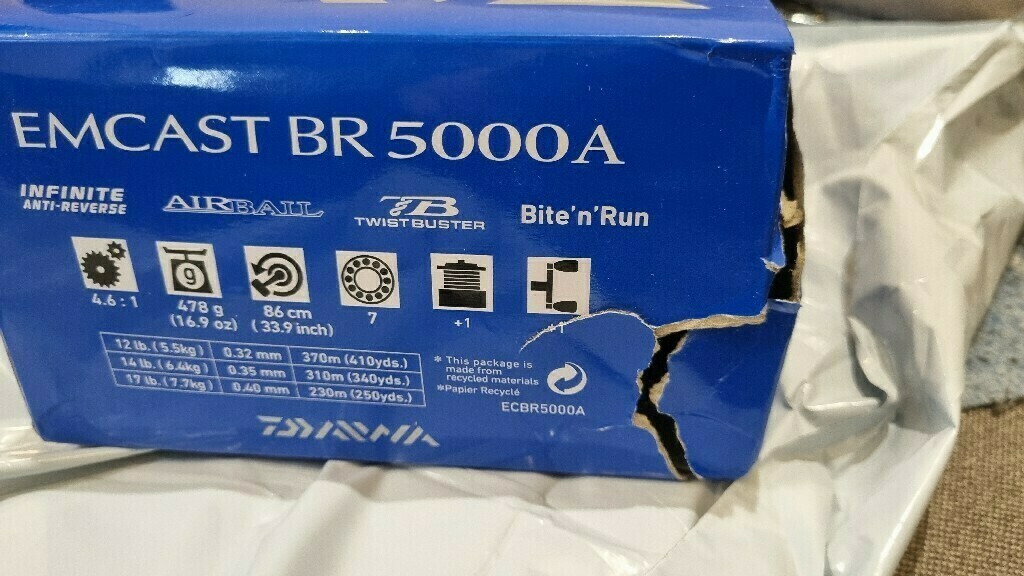 EMCAST BR 5000A
INFINITE
ANTI-REVERSE
AIRBAIL
TB
TWISTBUSTER
Bite'n'Run
g
4.6 : 1
478 g
(16.9 oz)
86 cm
(33.9 inch)
7
+1
+1
12 lb. (5.5kg) 0.32 mm 370m (410yds.)
14 lb. (6.4kg) 0.35 mm 310m (340yds.)
17 lb. (7.7kg) 0.40 mm 230m (250yds.)
* This package is
made from
recycled materials
*Papier Recyclé
ECBR5000A
DAIWA